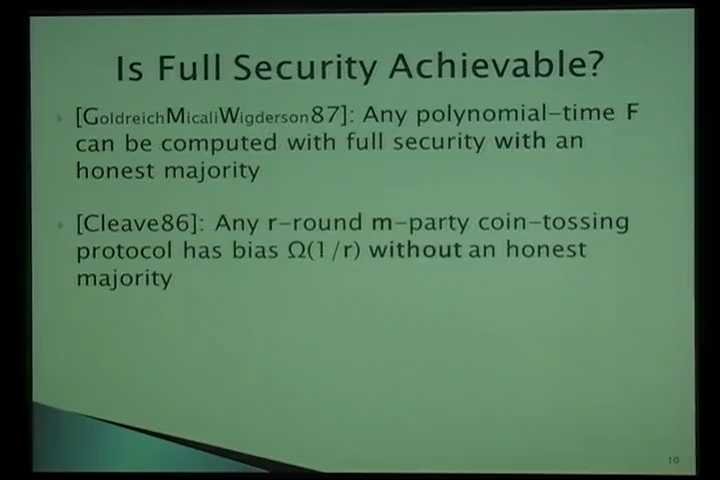 Is Full Security Achievable?
[GoldreichMicaliWigderson87]: Any polynomial-time F
can be computed with full security with an
honest majority
[Cleave86]: Any r-round m-party coin-tossing
protocol has bias Ω(1/r) without an honest
majority
10